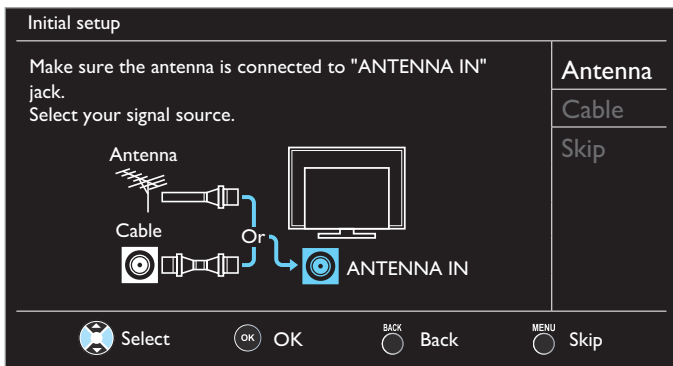 Initial setup
Make sure the antenna is connected to "ANTENNA IN"
jack.
Select your signal source.
Antenna
Cable
Skip
Antenna
Cable
Or
ANTENNA IN
Select
OK
OK
BACK
Back
MENU
Skip